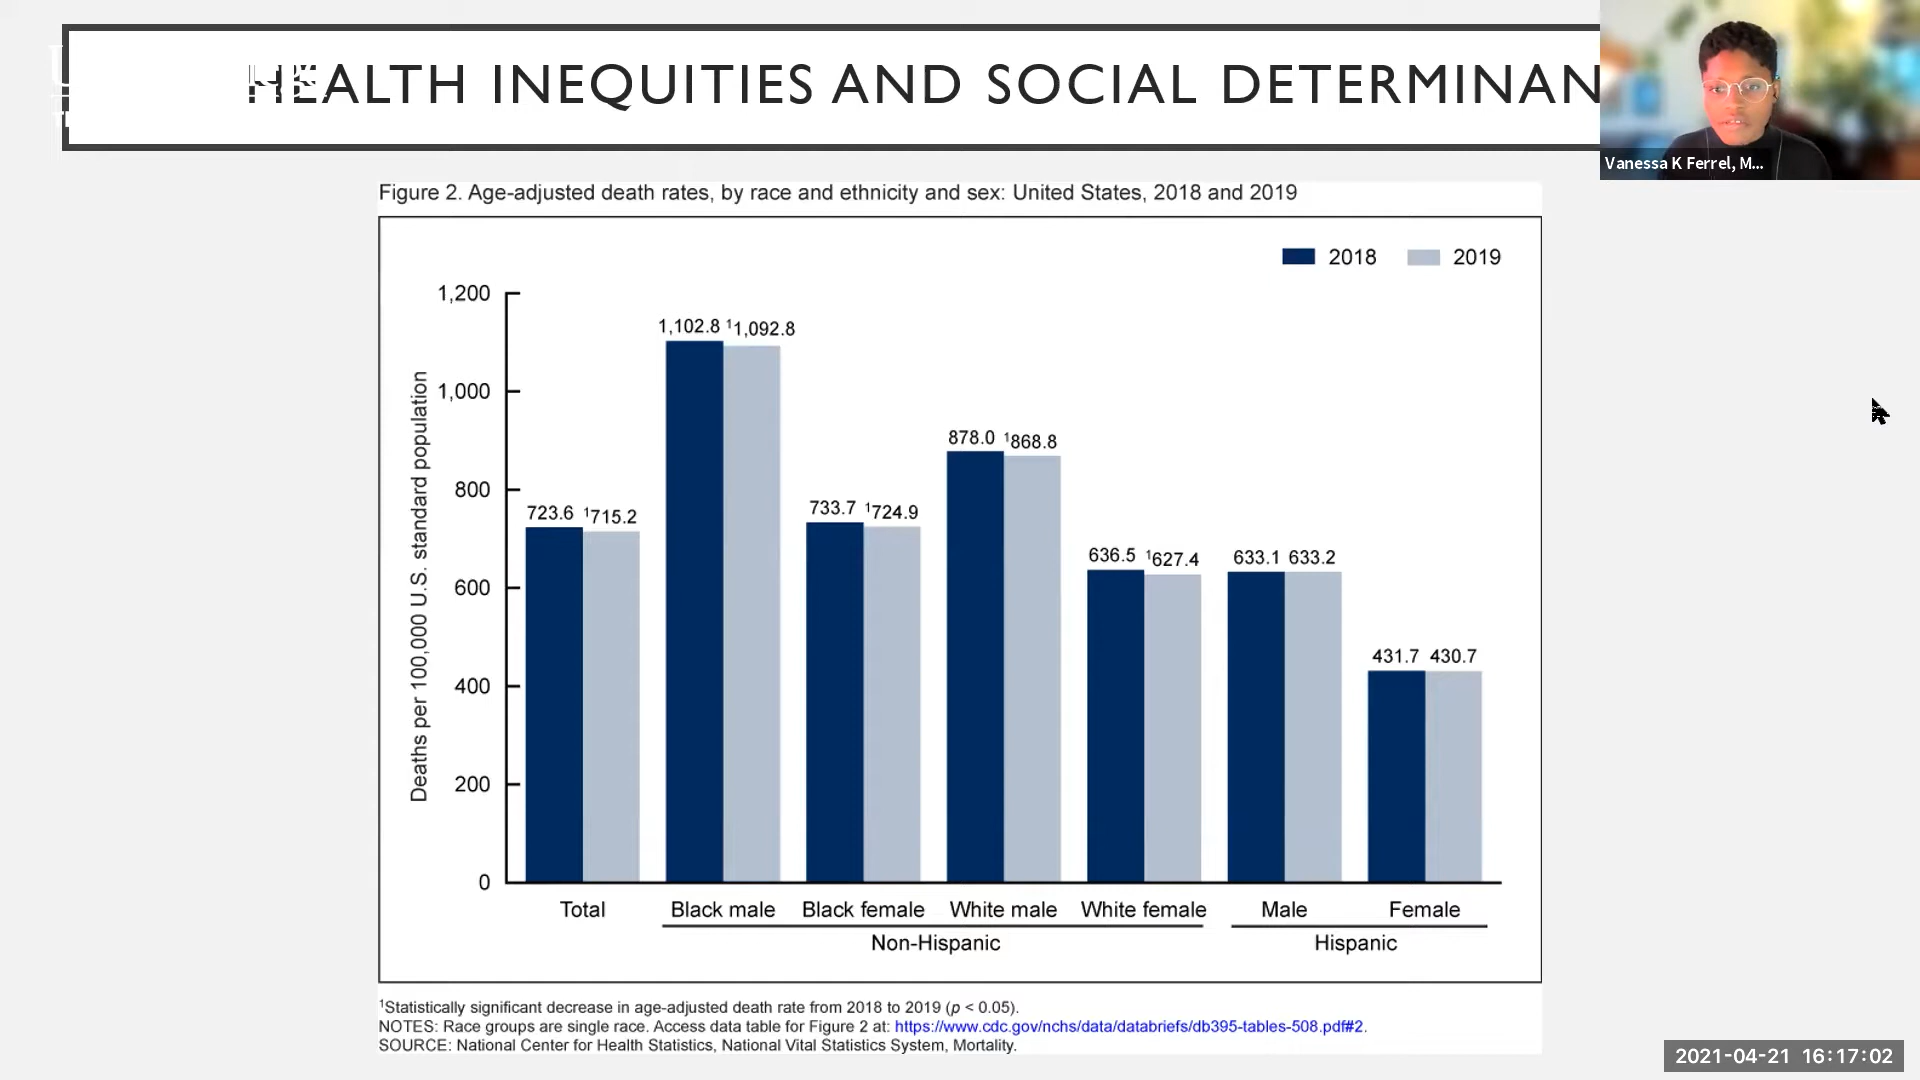 HEALTH INEQUITIES AND SOCIAL DETERMINAN
Vanessa K Ferrel, M...
Figure 2. Age-adjusted death rates, by race and ethnicity and sex: United States, 2018 and 2019
2018 2019
Deaths per 100,000 U.S. standard population
1,200
1,000
800
600
400
200
0
723.6 ¹715.2
1,102.8 ¹1,092.8
733.7 ¹724.9
878.0 ¹868.8
636.5 ¹627.4
633.1 633.2
431.7 430.7
Total Black male Black female White male White female Male Female
Non-Hispanic Hispanic
¹Statistically significant decrease in age-adjusted death rate from 2018 to 2019 (p < 0.05).
NOTES: Race groups are single race. Access data table for Figure 2 at: https://www.cdc.gov/nchs/data/databriefs/db395-tables-508.pdf#2.
SOURCE: National Center for Health Statistics, National Vital Statistics System, Mortality.
2021-04-21 16:17:02